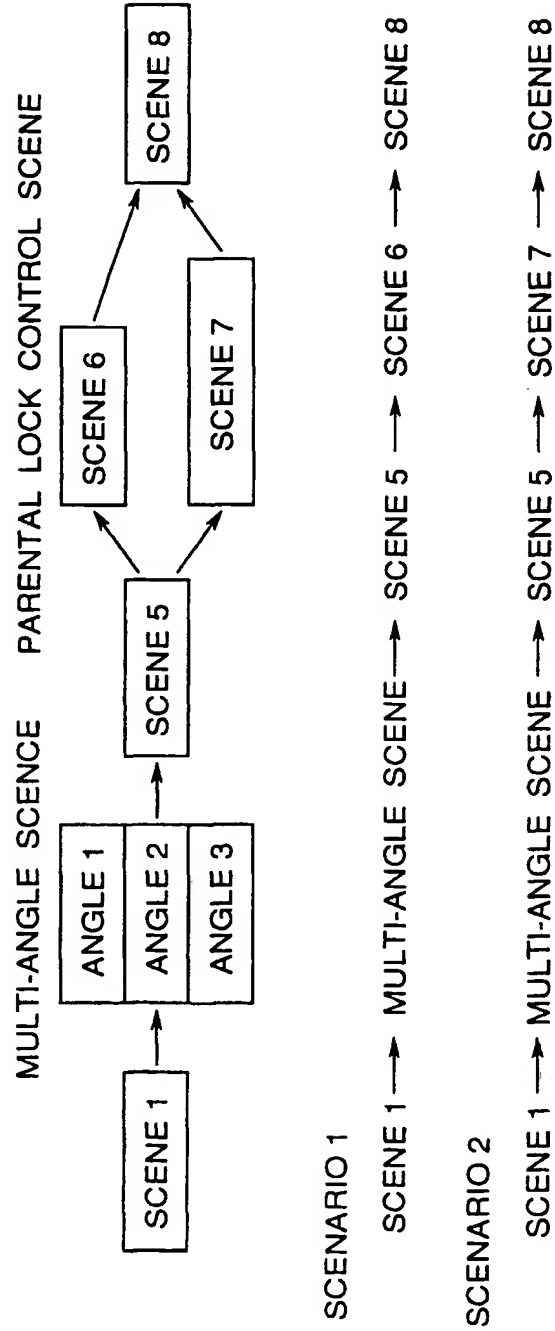 MULTI-ANGLE SCENCE PARENTAL LOCK CONTROL SCENE
SCENE 1
ANGLE 1
ANGLE 2
ANGLE 3
SCENE 5
SCENE 6
SCENE 7
SCENE 8
SCENARIO 1
SCENE 1 → MULTI-ANGLE SCENE → SCENE 5 → SCENE 6 → SCENE 8
SCENARIO 2
SCENE 1 → MULTI-ANGLE SCENE → SCENE 5 → SCENE 7 → SCENE 8